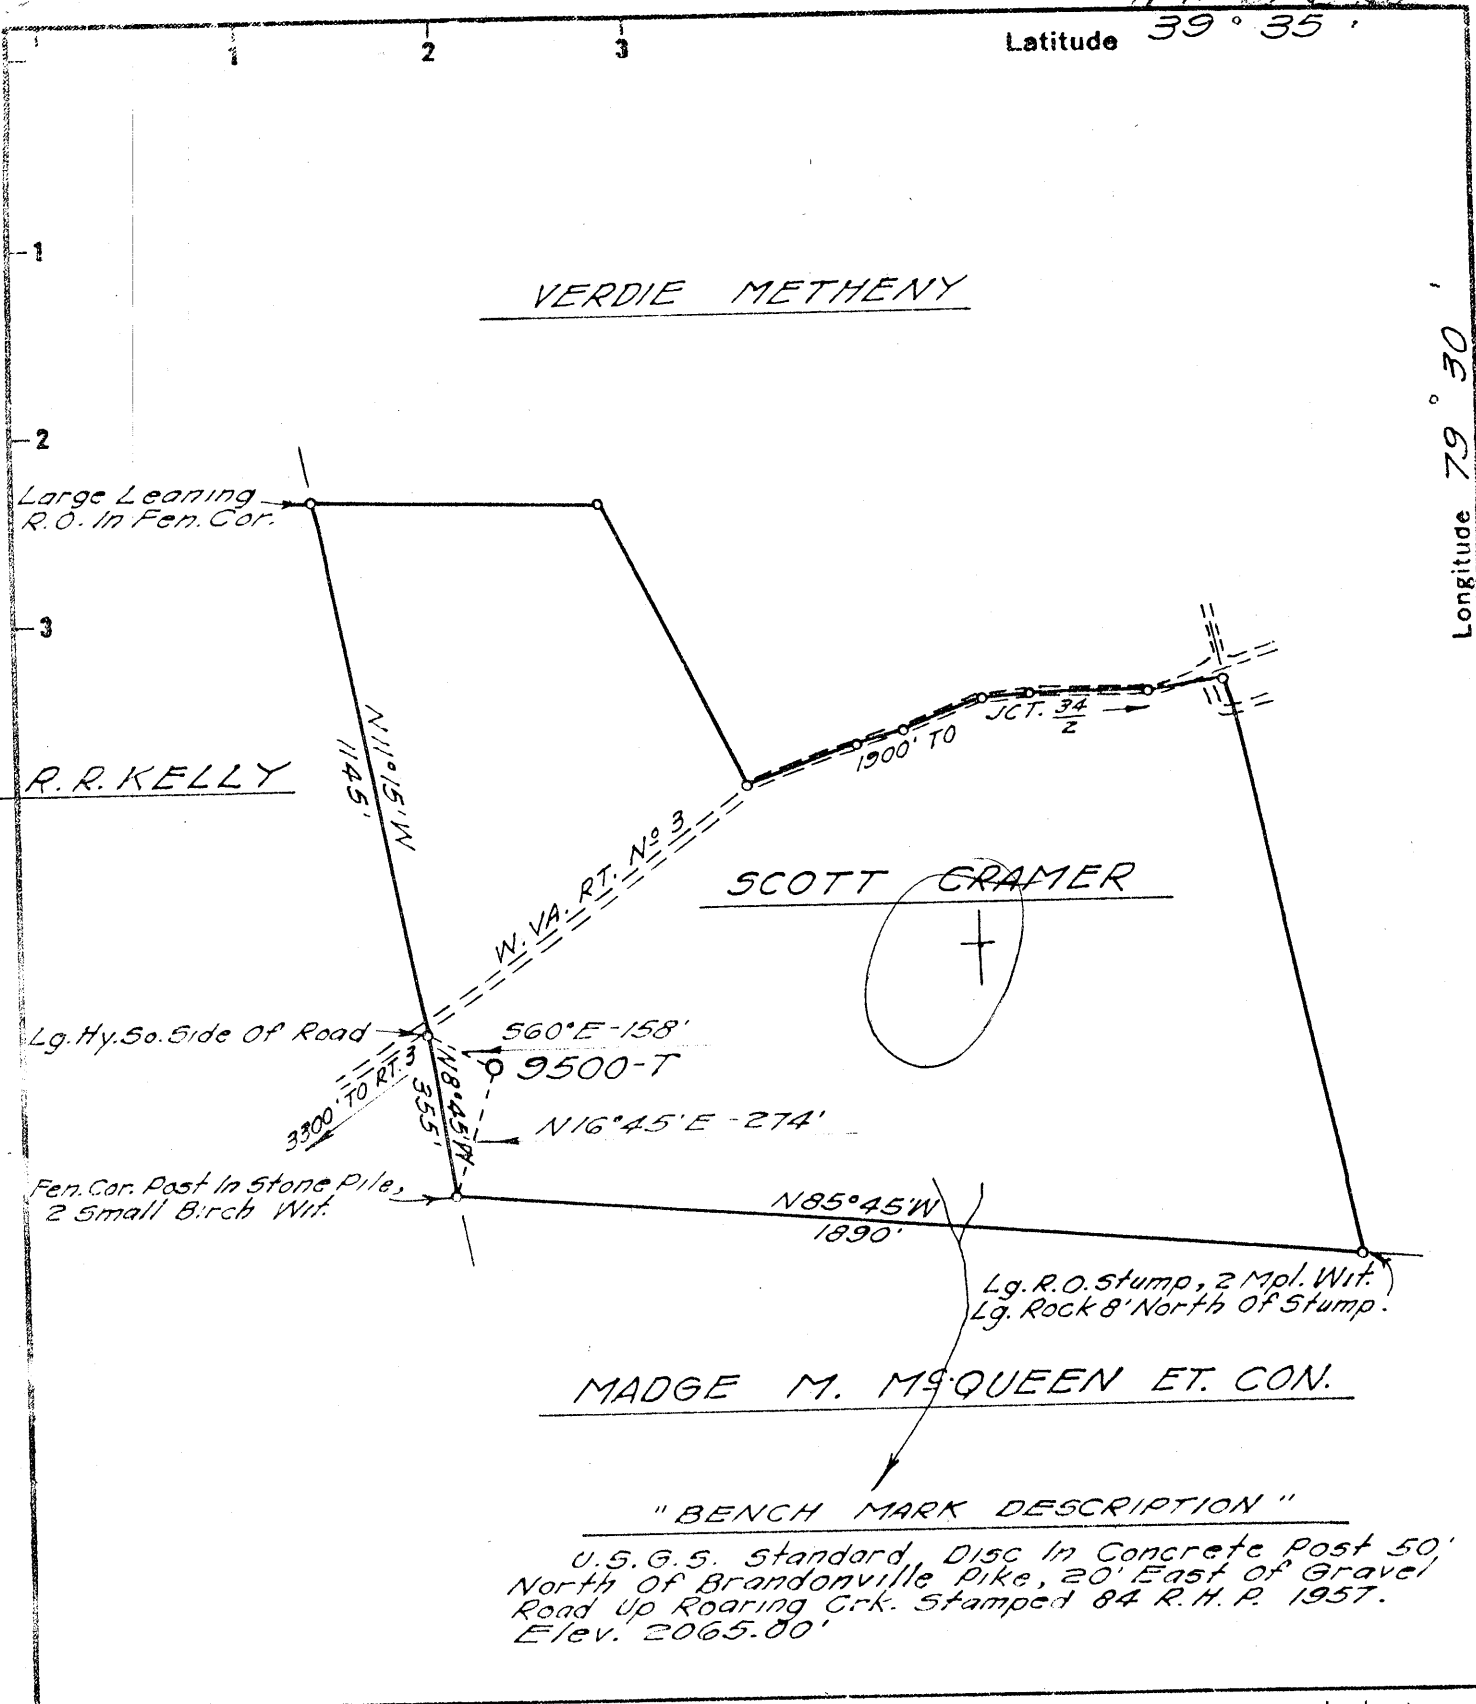 Latitude 39° 35'
1 2 3
1
VERDIE METHENY
Longitude 79° 30'
2
Large Leaning
R.O. In Fen. Cor.
3
JCT. 34/2
1900' TO
N11°15'W
1145'
R.R. KELLY
W. VA. RT. Nº 3
SCOTT CRAMER
Lg. Hy. So. Side Of Road
S60°E-158'
9500-T
N8°45'W
355'
3300' TO RT. 3
N16°45'E-274'
Fen. Cor. Post In Stone Pile,
2 Small Birch Wit.
N85°45'W
1890'
Lg. R.O. Stump, 2 Mpl. Wit.
Lg. Rock 8' North Of Stump.
MADGE M. McQUEEN ET. CON.
"BENCH MARK DESCRIPTION"
U.S.G.S. Standard Disc In Concrete Post 50'
North Of Brandonville Pike, 20' East Of Gravel
Road Up Roaring Crk. Stamped 84 R.H.P. 1957.
Elev. 2065.00'